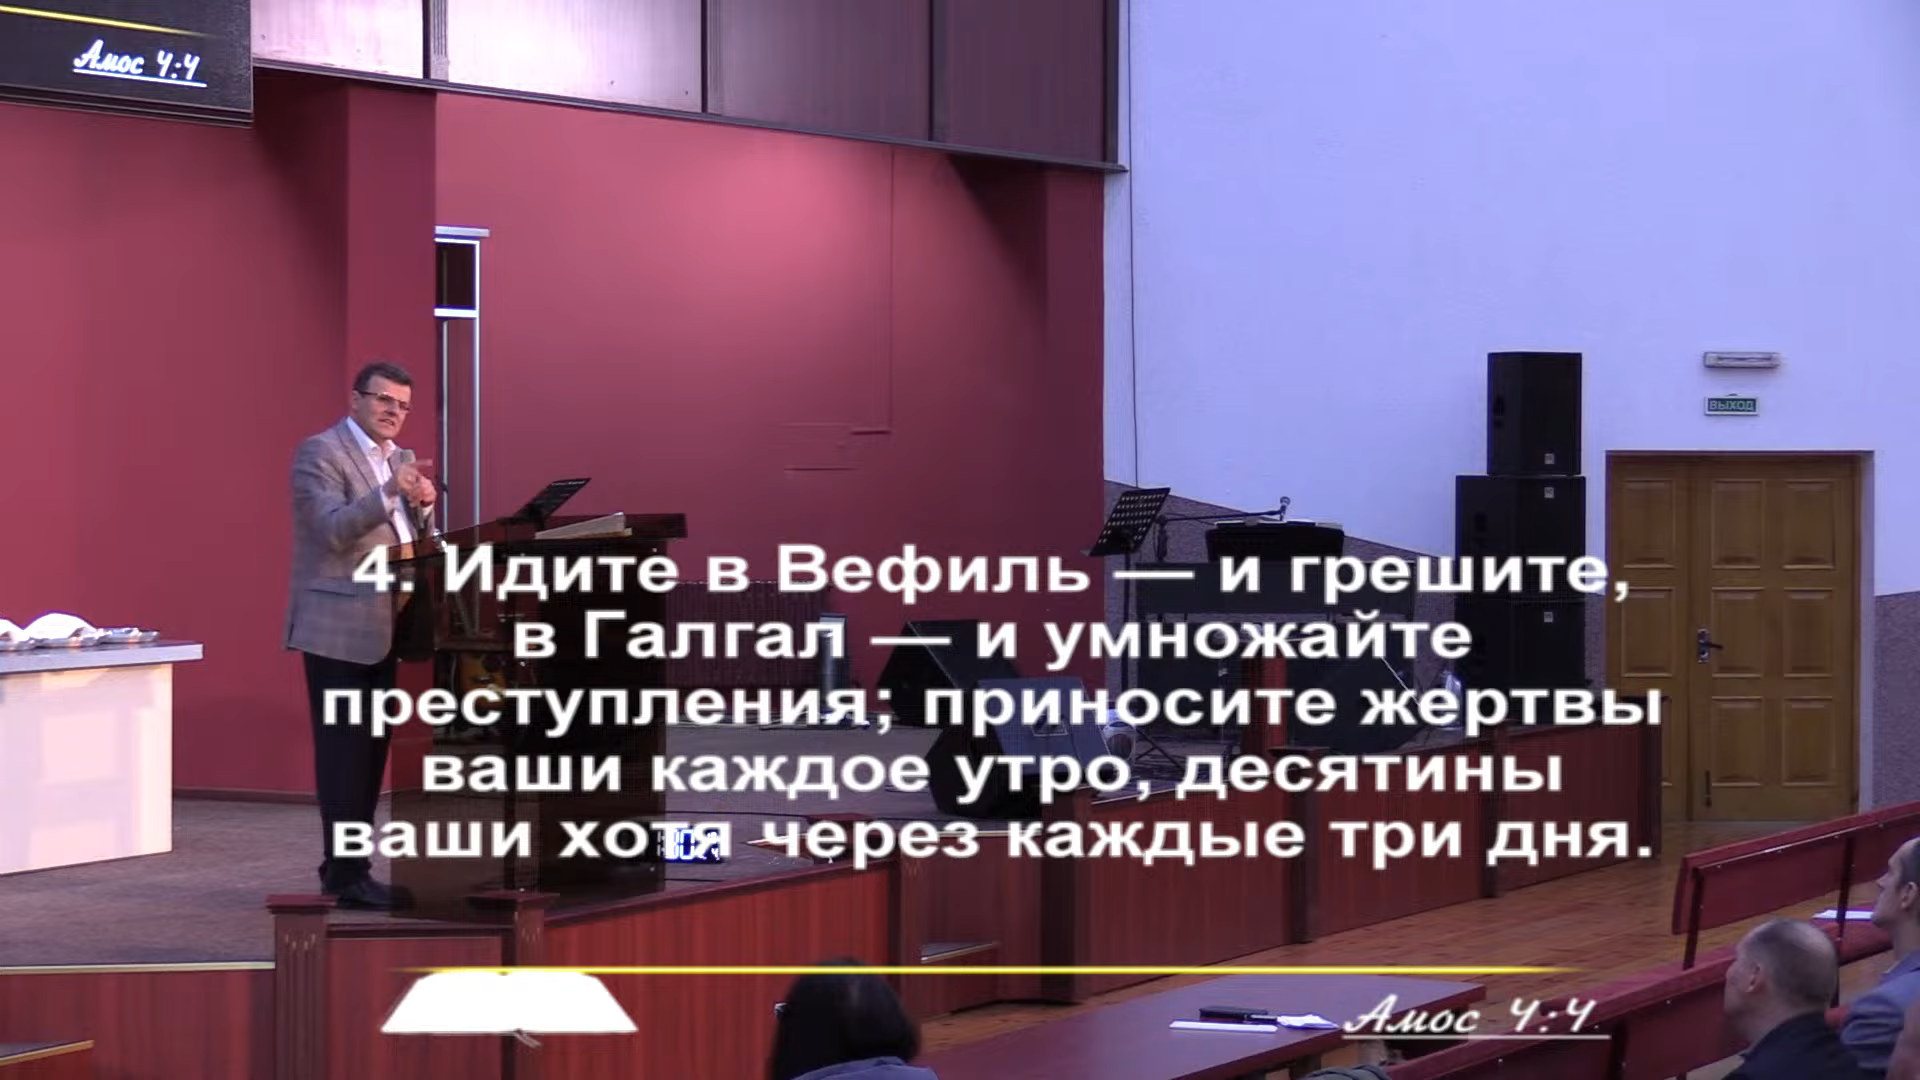 Амос 4:4
ВЫХОД
4. Идите в Вефиль — и грешите,
в Галгал — и умножайте
преступления; приносите жертвы
ваши каждое утро, десятины
ваши хотя через каждые три дня.
Амос 4:4